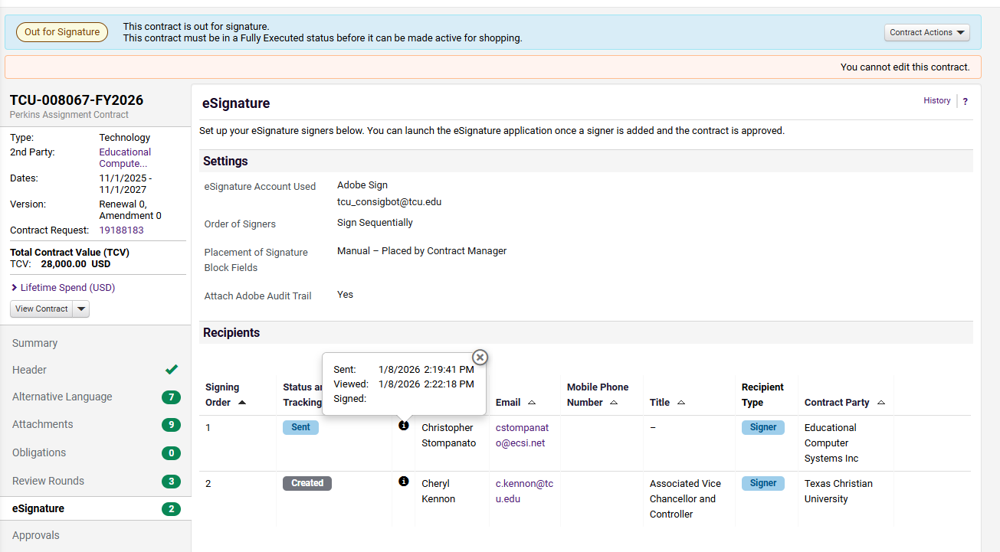 Out for Signature
This contract is out for signature.
This contract must be in a Fully Executed status before it can be made active for shopping.
Contract Actions
You cannot edit this contract.
TCU-008067-FY2026
Perkins Assignment Contract
Type: Technology
2nd Party: Educational
Compute...
Dates: 11/1/2025 -
11/1/2027
Version: Renewal 0,
Amendment 0
Contract Request: 19188183
Total Contract Value (TCV)
TCV: 28,000.00 USD
Lifetime Spend (USD)
View Contract
Summary
Header
Alternative Language 7
Attachments 9
Obligations 0
Review Rounds 3
eSignature 2
Approvals
eSignature
History ?
Set up your eSignature signers below. You can launch the eSignature application once a signer is added and the contract is approved.
Settings
eSignature Account Used Adobe Sign
tcu_consigbot@tcu.edu
Order of Signers Sign Sequentially
Placement of Signature
Block Fields
Manual – Placed by Contract Manager
Attach Adobe Audit Trail Yes
Recipients
Sent: 1/8/2026 2:19:41 PM
Viewed: 1/8/2026 2:22:18 PM
Signed:
Signing
Order
Status
Tracking
Email
Mobile Phone
Number
Title
Recipient
Type
Contract Party
1
Sent
Christopher
Stompanato
cstompanat
o@ecsi.net
–
Signer
Educational
Computer
Systems Inc
2
Created
Cheryl
Kennon
c.kennon@tc
u.edu
Associated Vice
Chancellor and
Controller
Signer
Texas Christian
University